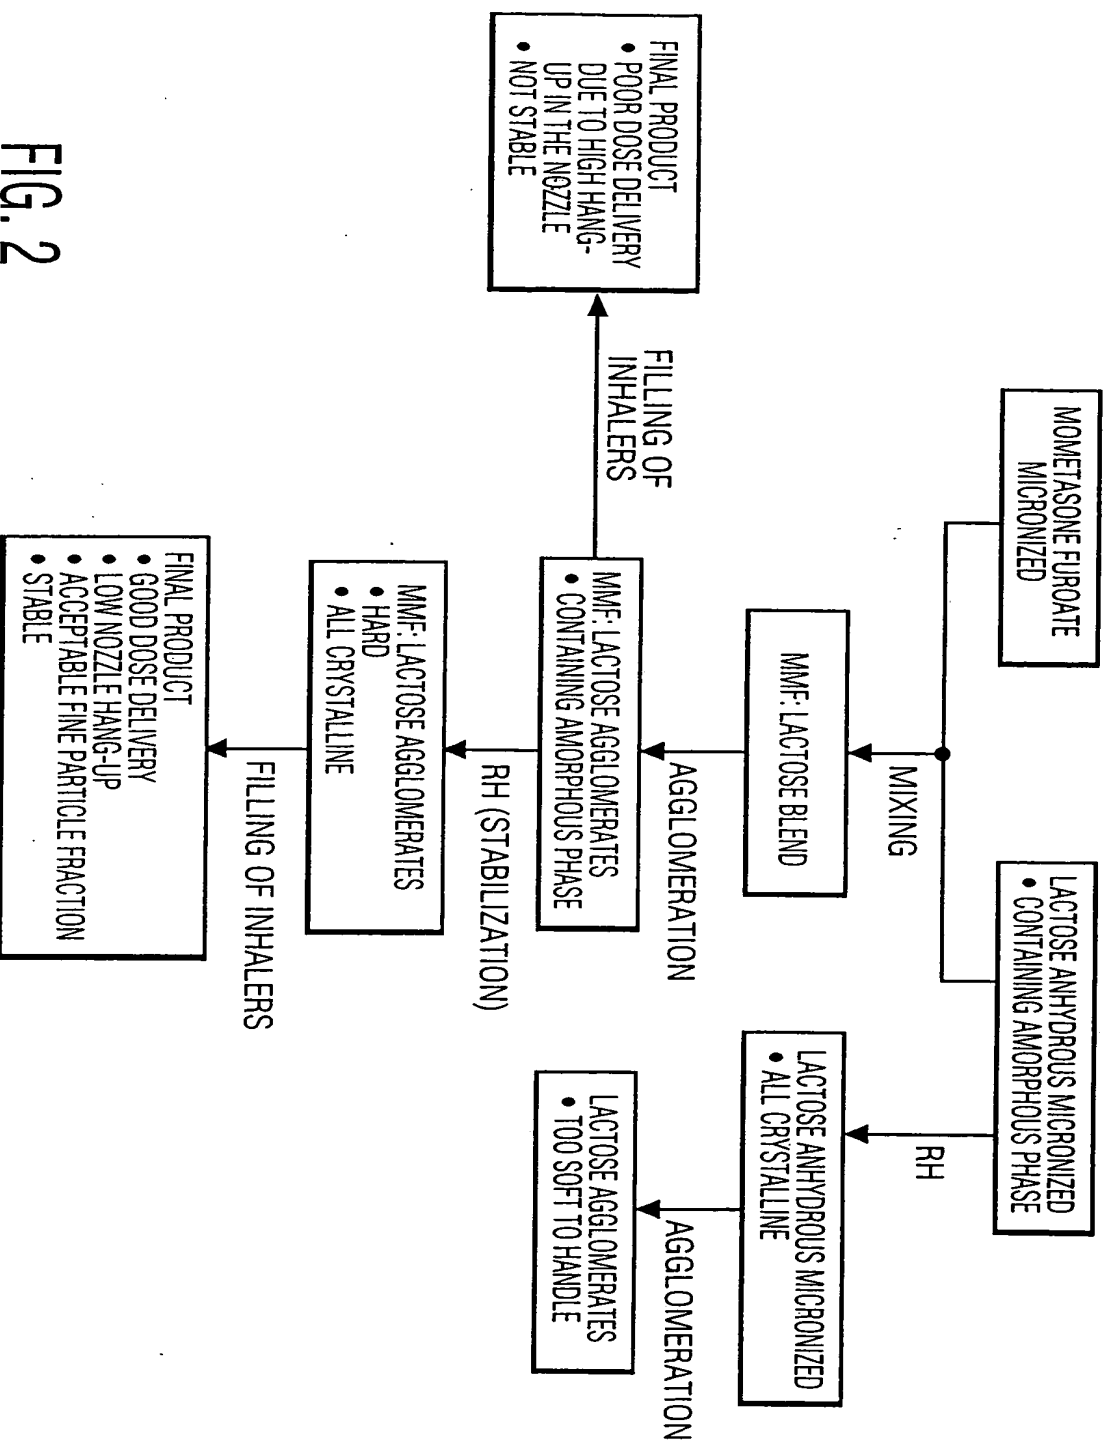 MOMETASONE FUROATE
MICRONIZED
LACTOSE ANHYDROUS MICRONIZED
• CONTAINING AMORPHOUS PHASE
MIXING
RH
MMF: LACTOSE BLEND
LACTOSE ANHYDROUS MICRONIZED
• ALL CRYSTALLINE
AGGLOMERATION
AGGLOMERATION
FINAL PRODUCT
• POOR DOSE DELIVERY
DUE TO HIGH HANG-
UP IN THE NOZZLE
• NOT STABLE
FILLING OF
INHALERS
MMF: LACTOSE AGGLOMERATES
• CONTAINING AMORPHOUS PHASE
LACTOSE AGGLOMERATES
• TOO SOFT TO HANDLE
RH (STABILIZATION)
MMF: LACTOSE AGGLOMERATES
• HARD
• ALL CRYSTALLINE
FILLING OF INHALERS
FINAL PRODUCT
• GOOD DOSE DELIVERY
• LOW NOZZLE HANG-UP
• ACCEPTABLE FINE PARTICLE FRACTION
• STABLE
FIG. 2